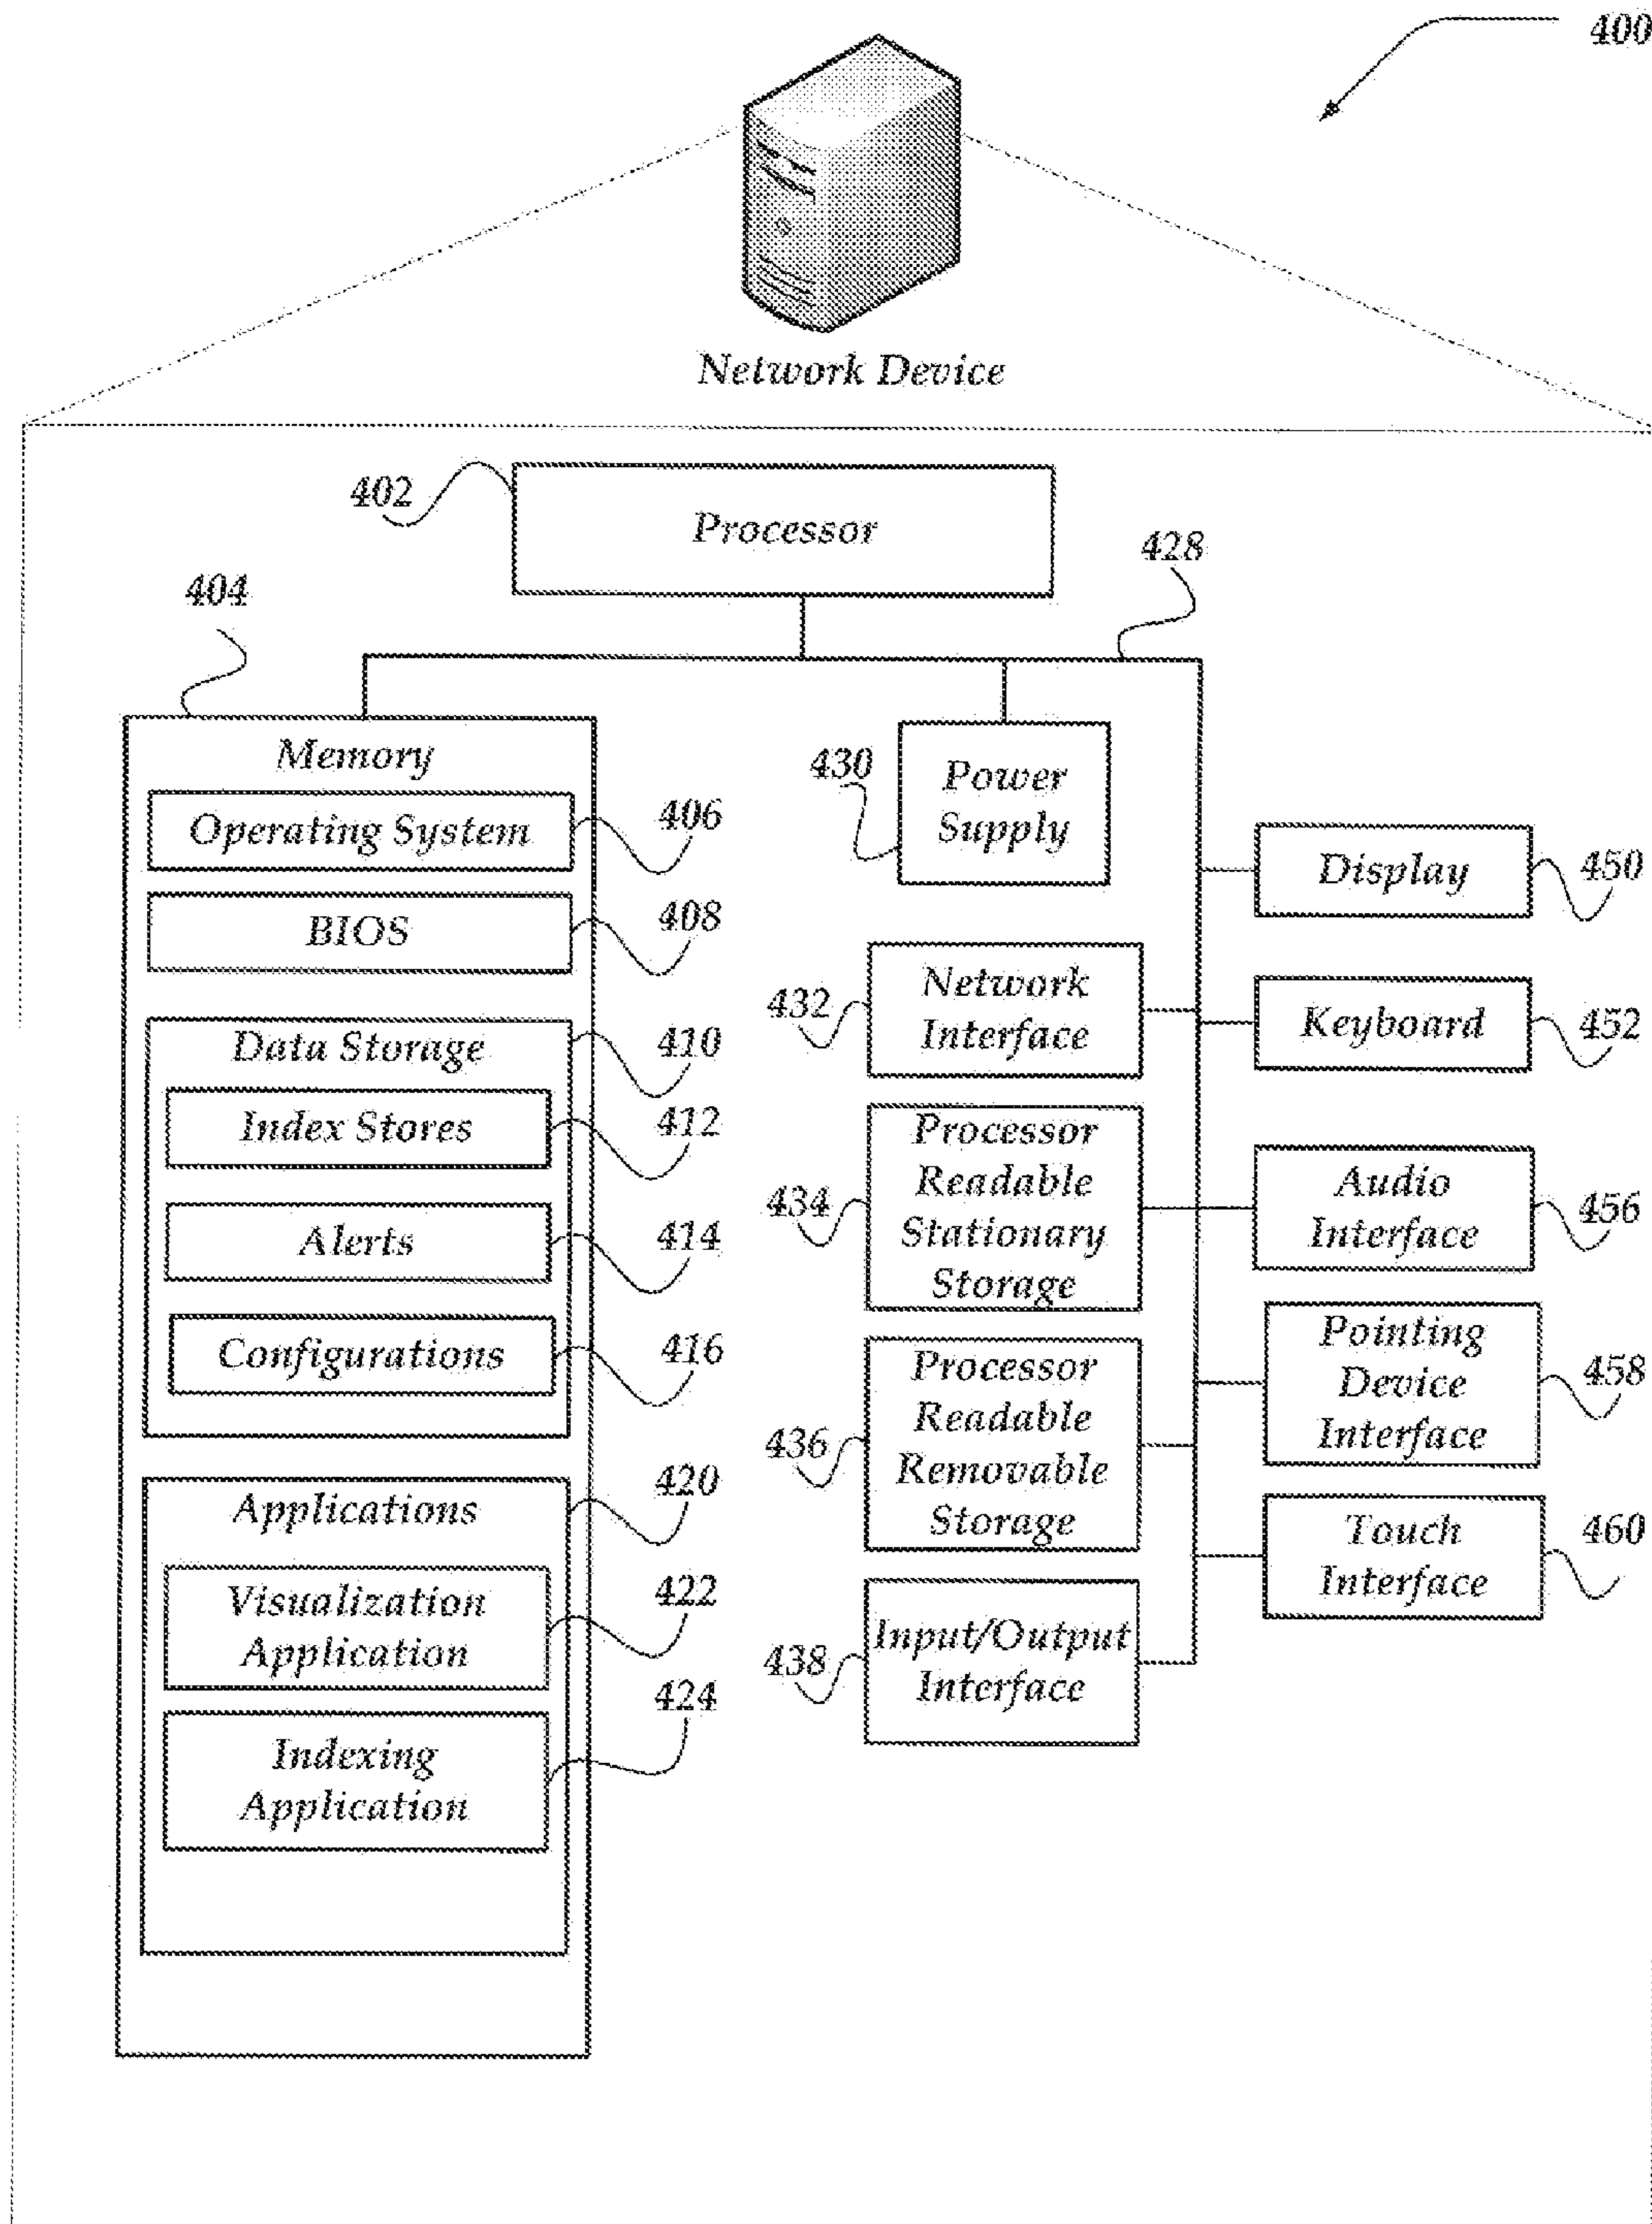 400
Network Device
402
Processor
428
404
Memory
Operating System
406
BIOS
408
Data Storage
410
Index Stores
412
Alerts
414
Configurations
416
Applications
420
Visualization
Application
422
Indexing
Application
424
430
Power
Supply
432
Network
Interface
434
Processor
Readable
Stationary
Storage
436
Processor
Readable
Removable
Storage
438
Input/Output
Interface
Display
450
Keyboard
452
Audio
Interface
456
Pointing
Device
Interface
458
Touch
Interface
460